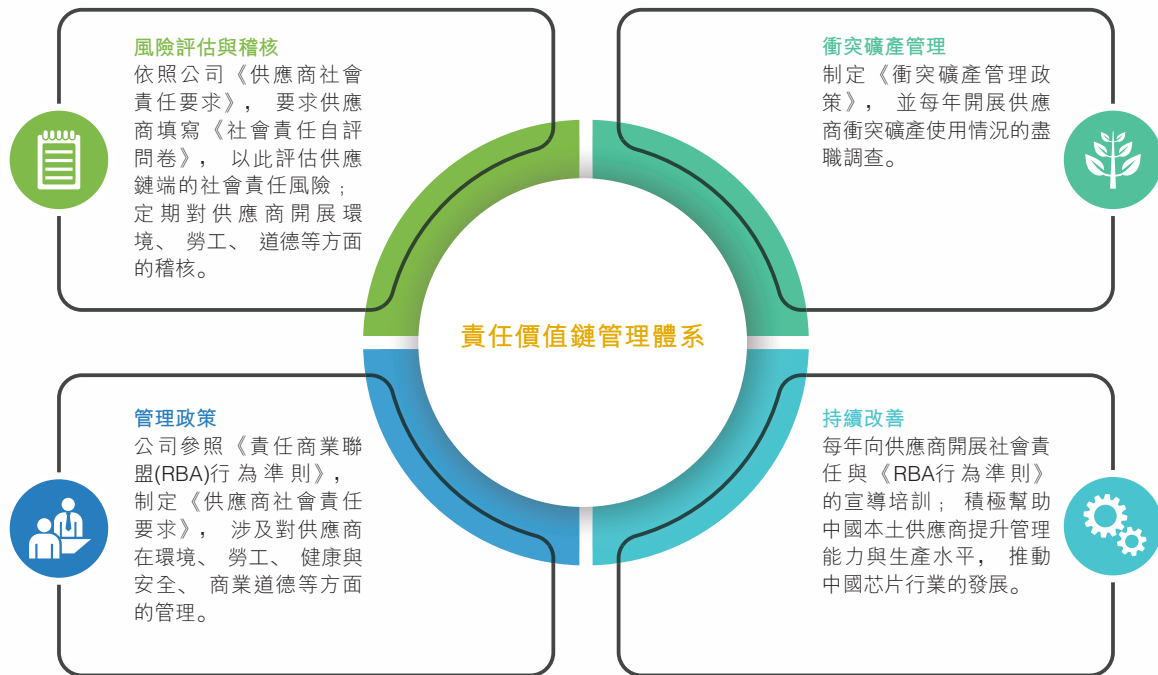 風險評估與稽核
依照公司《供應商社會
責任要求》，要求供應
商填寫《社會責任自評
問卷》，以此評估供應
鏈端的社會責任風險；
定期對供應商開展環
境、勞工、道德等方面
的稽核。
衝突礦產管理
制定《衝突礦產管理政
策》，並每年開展供應
商衝突礦產使用情況的盡
職調查。
責任價值鏈管理體系
管理政策
公司參照《責任商業聯
盟(RBA)行為準則》，
制定《供應商社會責任
要求》，涉及對供應商
在環境、勞工、健康與
安全、商業道德等方面
的管理。
持續改善
每年向供應商開展社會責
任與《RBA行為準則》
的宣導培訓；積極幫助
中國本土供應商提升管理
能力與生產水平，推動
中國芯片行業的發展。